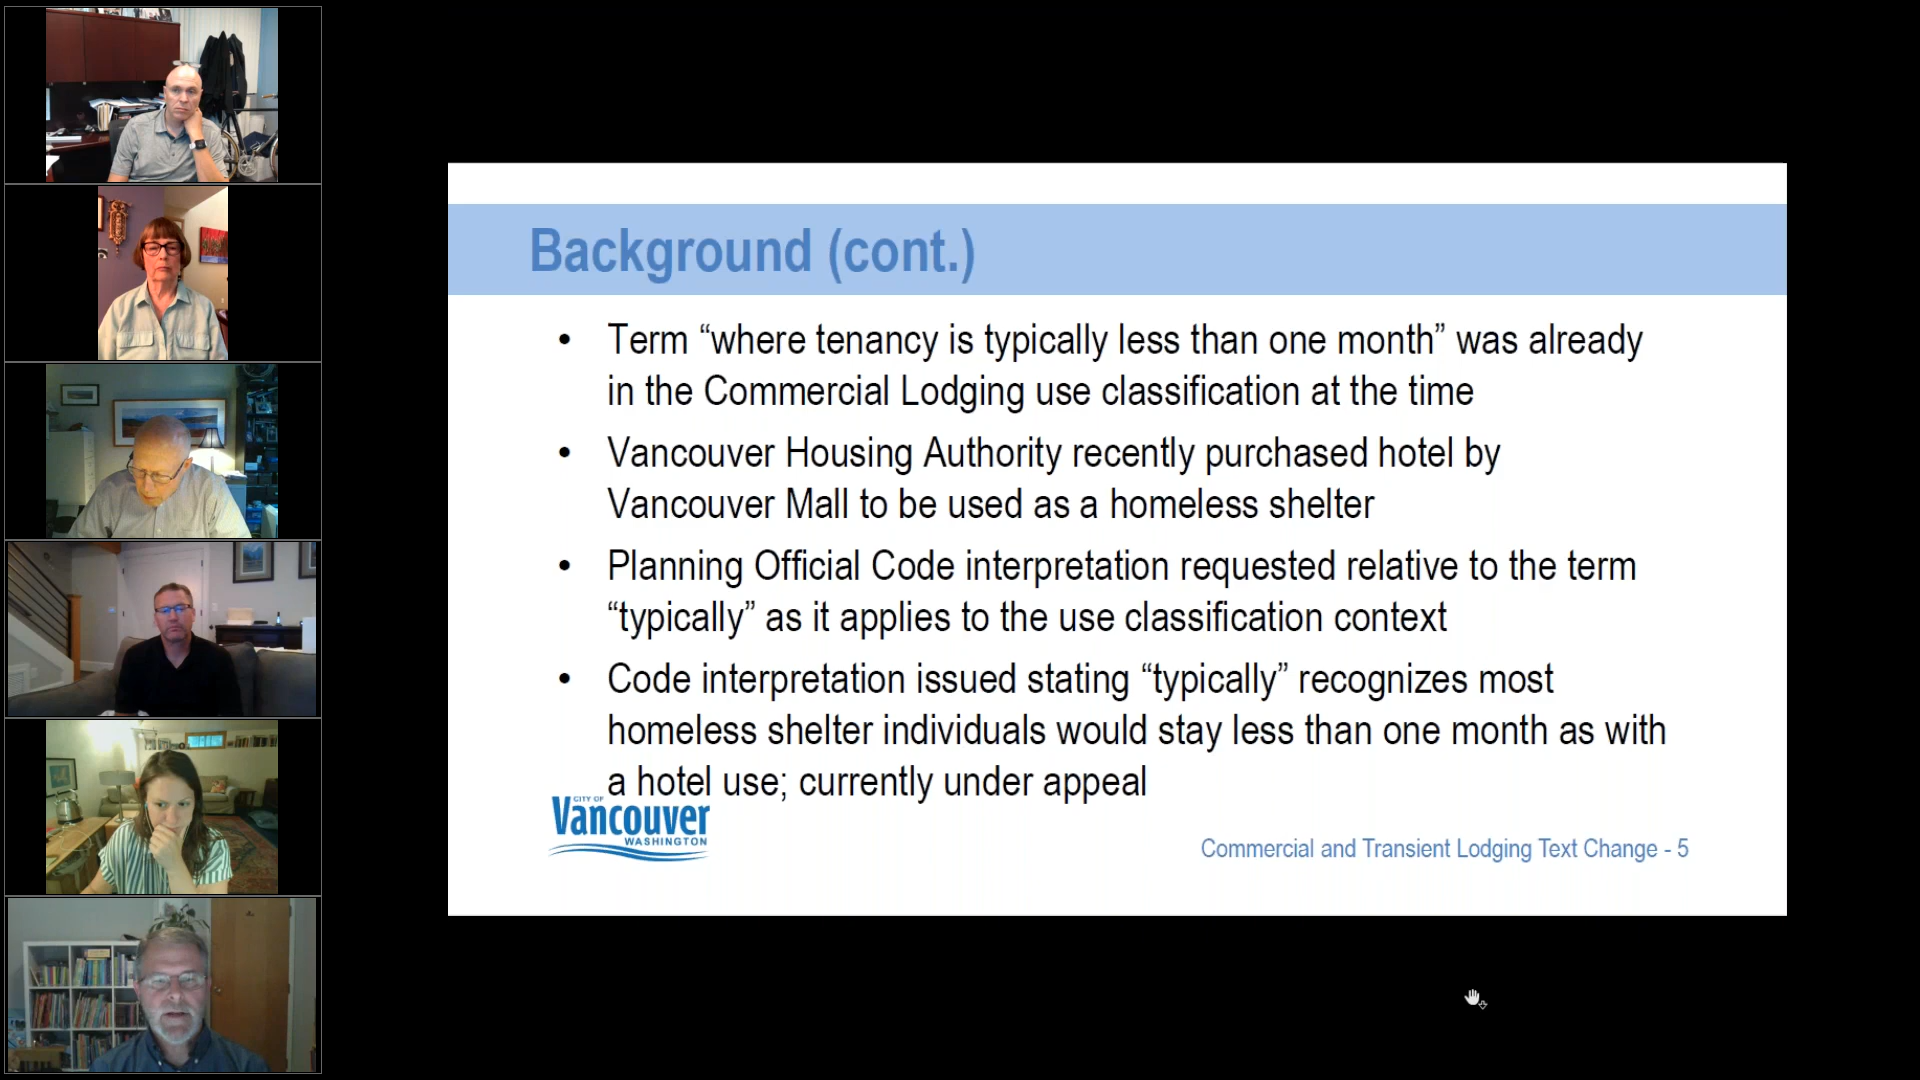 Background (cont.)
• Term “where tenancy is typically less than one month” was already
in the Commercial Lodging use classification at the time
• Vancouver Housing Authority recently purchased hotel by
Vancouver Mall to be used as a homeless shelter
• Planning Official Code interpretation requested relative to the term
“typically” as it applies to the use classification context
• Code interpretation issued stating “typically” recognizes most
homeless shelter individuals would stay less than one month as with
a hotel use; currently under appeal
CITY OF
Vancouver
WASHINGTON
Commercial and Transient Lodging Text Change - 5